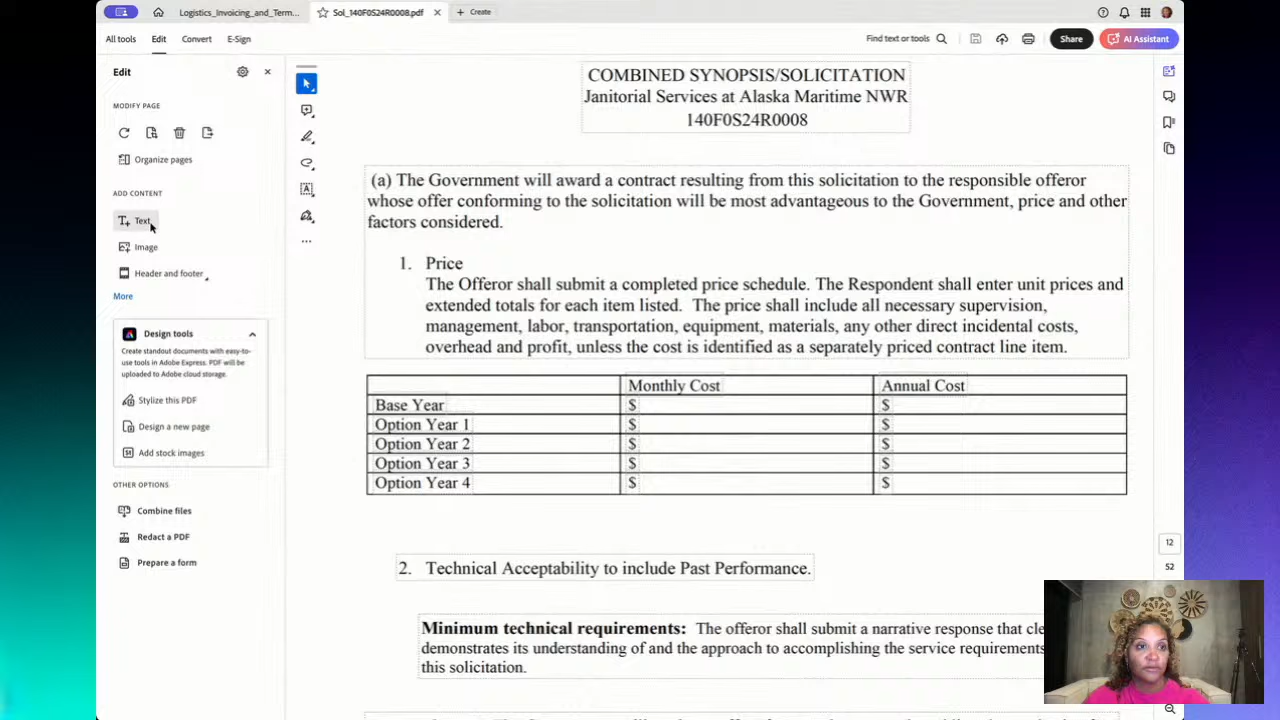 Logistics_Invoicing_and_Term...
Sol_140F0S24R0008.pdf
Create
All tools
Edit
Convert
E-Sign
Find text or tools
Share
AI Assistant
Edit
MODIFY PAGE
Organize pages
ADD CONTENT
Text
Image
Header and footer
More
Design tools
Create standout documents with easy-to-
use tools in Adobe Express. PDF will be
uploaded to Adobe cloud storage.
Stylize this PDF
Design a new page
Add stock images
OTHER OPTIONS
Combine files
Redact a PDF
Prepare a form
COMBINED SYNOPSIS/SOLICITATION
Janitorial Services at Alaska Maritime NWR
140F0S24R0008
(a) The Government will award a contract resulting from this solicitation to the responsible offeror
whose offer conforming to the solicitation will be most advantageous to the Government, price and other
factors considered.
1. Price
The Offeror shall submit a completed price schedule. The Respondent shall enter unit prices and
extended totals for each item listed. The price shall include all necessary supervision,
management, labor, transportation, equipment, materials, any other direct incidental costs,
overhead and profit, unless the cost is identified as a separately priced contract line item.
Monthly Cost Annual Cost
Base Year $ $
Option Year 1 $ $
Option Year 2 $ $
Option Year 3 $ $
Option Year 4 $ $
2. Technical Acceptability to include Past Performance.
Minimum technical requirements: The offeror shall submit a narrative response that cle
demonstrates its understanding of and the approach to accomplishing the service requirements
this solicitation.
12
52